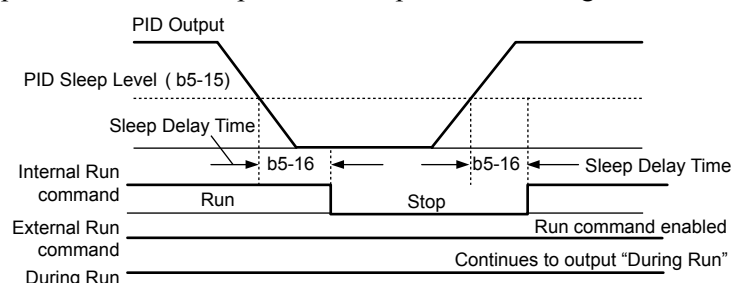 PID Output
PID Sleep Level ( b5-15)
Sleep Delay Time
b5-16
b5-16
Sleep Delay Time
Internal Run
command
Run
Stop
External Run
command
Run command enabled
Continues to output “During Run”
During Run